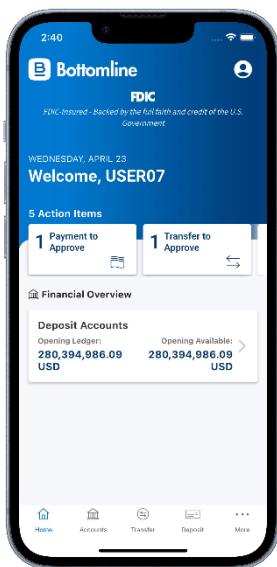 2:40
B Bottomline
FDIC
FDIC-Insured - Backed by the full faith and credit of the U.S.
Government
WEDNESDAY, APRIL 23
Welcome, USER07
5 Action Items
1 Payment to
Approve
1 Transfer to
Approve
Financial Overview
Deposit Accounts
Opening Ledger: Opening Available:
280,394,986.09 280,394,986.09
USD USD
Home Accounts Transfer Deposit More